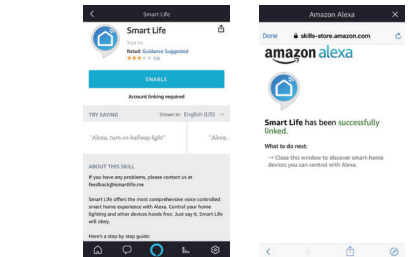 Smart Life
Smart Life
Rated: Guidance Suggested
ENABLE
Account linking required
TRY SAYING
Shown in: English (US)
"Alexa, turn on hallway light"
"Alexa,
ABOUT THIS SKILL
If you have any problems, please contact us at
feedback@ismartlife.me
Smart Life offers the most comprehensive voice controlled
smart home experience with Alexa. Control your home
lighting and other devices hands free. Just say it, Smart Life
will obey.
Here's a step by step guide:
Amazon Alexa
Done
skills-store.amazon.com
amazon alexa
Smart Life has been successfully
linked.
What to do next:
→ Close this window to discover smart-home
devices you can control with Alexa.